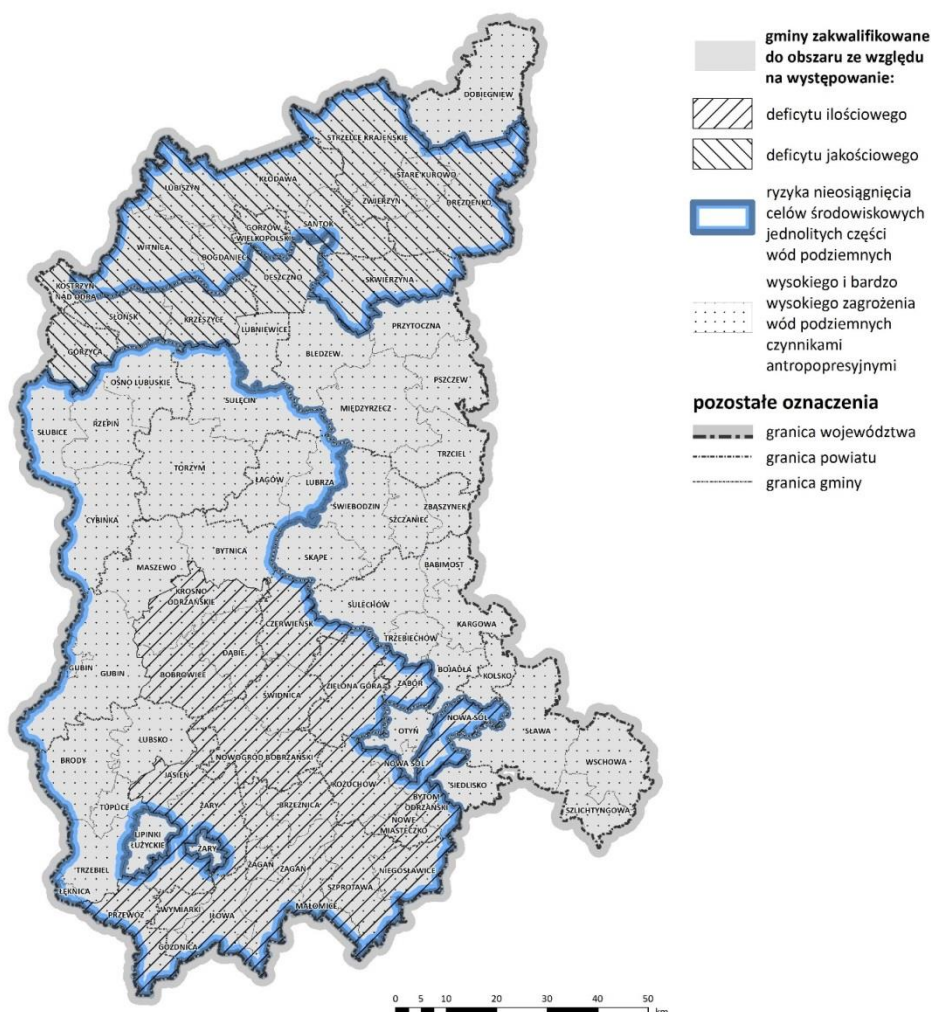 DOBIEGNIEW
STRZELCE KRAJEŃSKIE
STARE KUROWO
KŁODAWA
LUBISZYN
ZWIERZYN
DREZDENKO
GORZÓW
WIELKOPOLSKI
SANTOK
WITNICA
BOGDANIEC
SKWIERZYNA
DESZCZNO
KOSTRZYN
NAD ODRĄ
SŁOŃSK
KRZESZYCE
LUBNIEWICE
PRZYTOCZNA
GÓRZYCA
BLEDZEW
OŚNO LUBUSKIE
PSZCZEW
SULĘCIN
MIĘDZYRZECZ
SŁUBICE
RZEPIN
TRZCIEL
TORZYM
ŁAGÓW
LUBRZA
ZBĄSZYNEK
ŚWIEBODZIN
SZCZANIEC
CYBINKA
BYTNICA
SKĄPE
MASZEWO
BABIMOST
KROSNO
ODRZAŃSKIE
SULECHÓW
CZERWIEŃSK
KARGOWA
TRZEBIECHÓW
DĄBIE
BOJADŁA
KOLSKO
GUBIN
GUBIN
BOBROWICE
ZABÓR
ZIELONA GÓRA
ŚWIDNICA
NOWA SÓL
OTYŃ
SŁAWA
LUBSKO
BRODY
NOWOGRÓD BOBRZAŃSKI
NOWA SÓL
WSCHOWA
JASIEŃ
KOŻUCHÓW
SIEDLISKO
BYTOM
ODRZAŃSKI
TUPLICE
ŻARY
BRZEŹNICA
SZLICHTYNGOWA
NOWE
MIASTECZKO
LIPINKI
ŁUŻYCKIE
ŻARY
ŻAGAŃ
ŻAGAŃ
TRZEBIEL
NIEGOSŁAWICE
SZPROTAWA
ŁĘKNICA
MAŁOMICE
PRZEWÓZ
WYMIARKI
IŁOWA
GOZDNICA
gminy zakwalifikowane
do obszaru ze względu
na występowanie:
deficytu ilościowego
deficytu jakościowego
ryzyka nieosiągnięcia
celów środowiskowych
jednolitych części
wód podziemnych
wysokiego i bardzo
wysokiego zagrożenia
wód podziemnych
czynnikami
antropopresyjnymi
pozostałe oznaczenia
granica województwa
granica powiatu
granica gminy
0 5 10 20 30 40 50
km